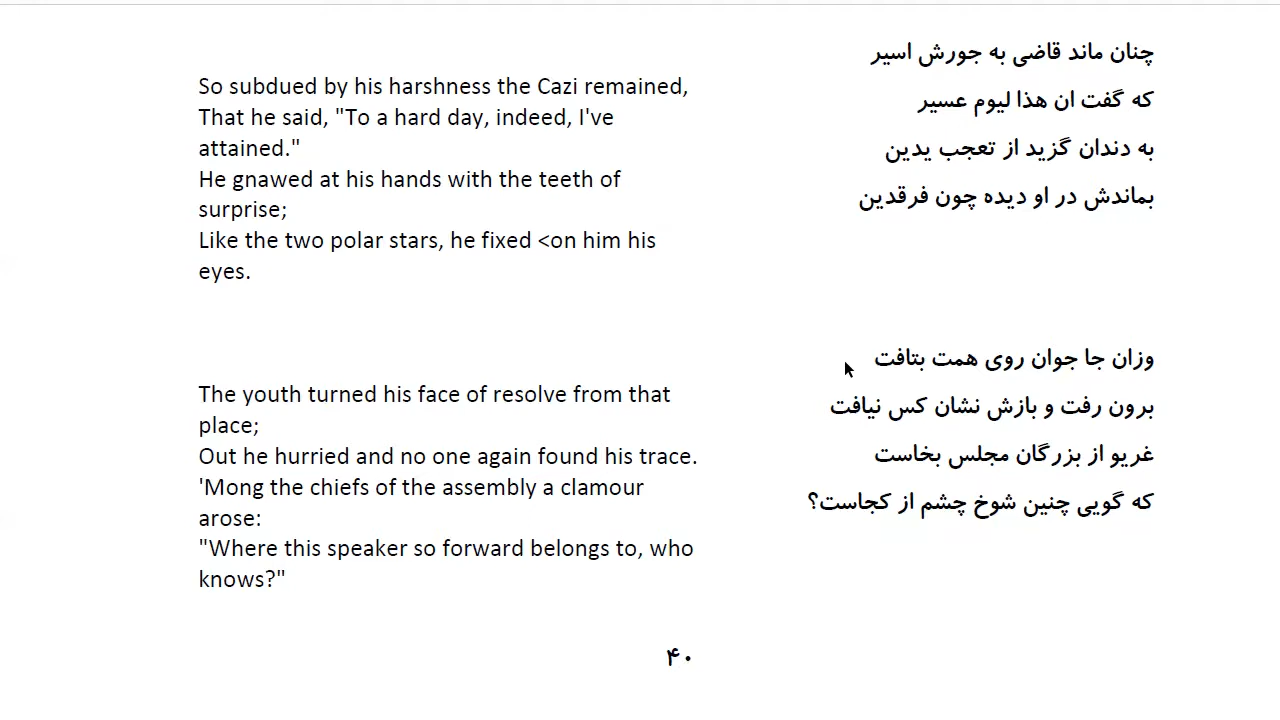 So subdued by his harshness the Cazi remained,
That he said, "To a hard day, indeed, I've
attained."
He gnawed at his hands with the teeth of
surprise;
Like the two polar stars, he fixed <on him his
eyes.
چنان ماند قاضی به جورش اسیر
که گفت ان هذا لیوم عسیر
به دندان گزید از تعجب یدین
بماندش در او دیده چون فرقدین
The youth turned his face of resolve from that
place;
Out he hurried and no one again found his trace.
'Mong the chiefs of the assembly a clamour
arose:
"Where this speaker so forward belongs to, who
knows?"
وزان جا جوان روی همت بتافت
برون رفت و بازش نشان کس نیافت
غریو از بزرگان مجلس بخاست
که گویی چنین شوخ چشم از کجاست؟
۴۰